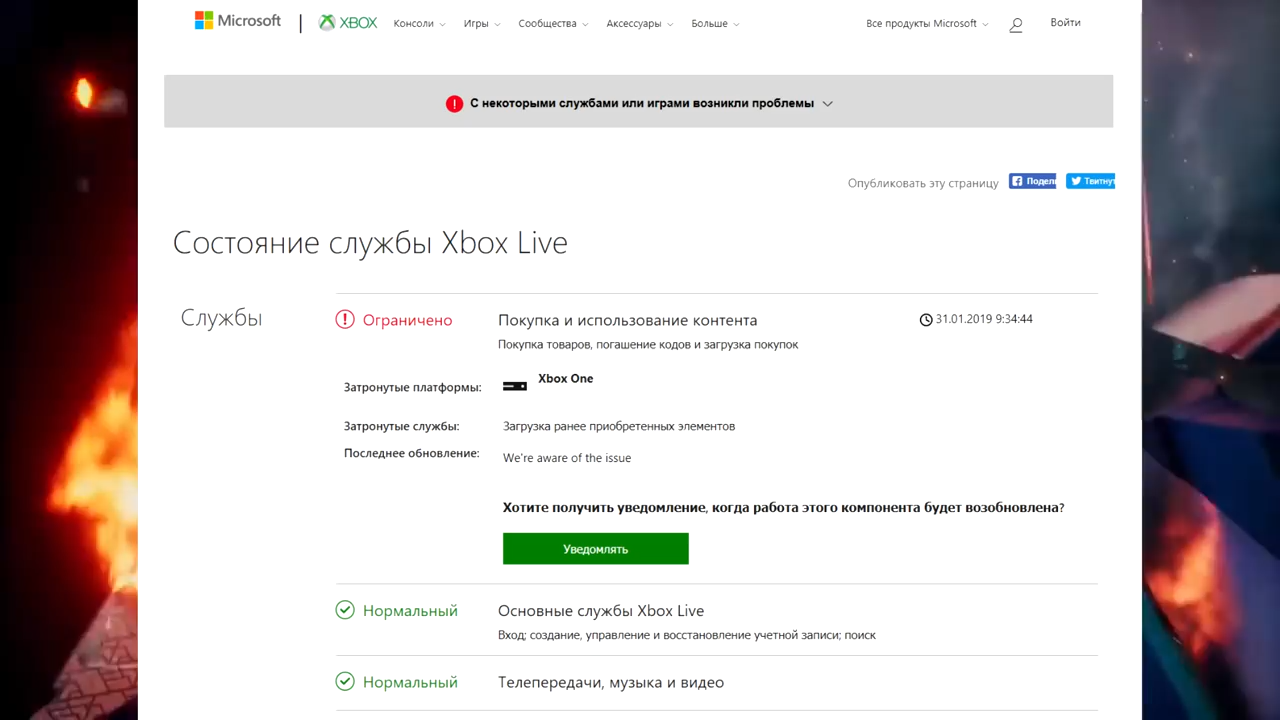 Microsoft | XBOX Консоли Игры Сообщества Аксессуары Больше Все продукты Microsoft Войти
С некоторыми службами или играми возникли проблемы
Опубликовать эту страницу
Состояние службы Xbox Live
Службы
Ограничено Покупка и использование контента 31.01.2019 9:34:44
Покупка товаров, погашение кодов и загрузка покупок
Затронутые платформы: Xbox One
Затронутые службы: Загрузка ранее приобретенных элементов
Последнее обновление: We're aware of the issue
Хотите получить уведомление, когда работа этого компонента будет возобновлена?
Уведомлять
Нормальный Основные службы Xbox Live
Вход; создание, управление и восстановление учетной записи; поиск
Нормальный Телепередачи, музыка и видео